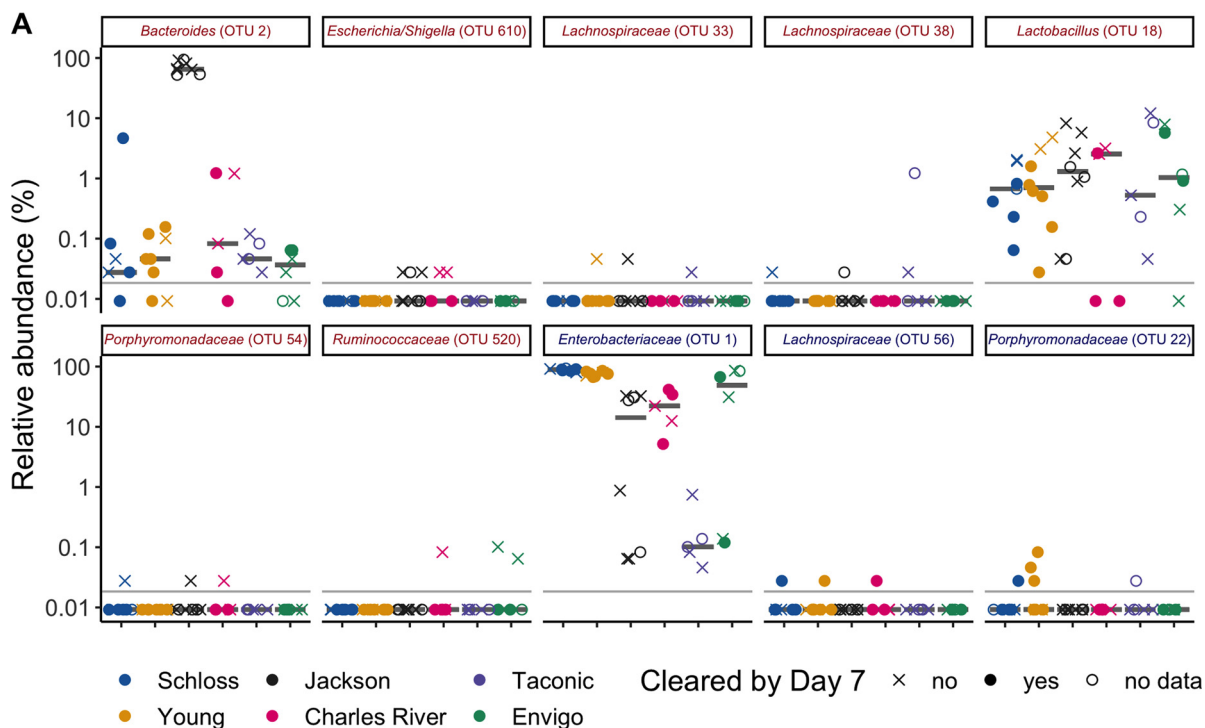 A
Bacteroides (OTU 2) Escherichia/Shigella (OTU 610) Lachnospiraceae (OTU 33) Lachnospiraceae (OTU 38) Lactobacillus (OTU 18)
100
10
1
0.1
0.01
Relative abundance (%)
Porphyromonadaceae (OTU 54) Ruminococcaceae (OTU 520) Enterobacteriaceae (OTU 1) Lachnospiraceae (OTU 56) Porphyromonadaceae (OTU 22)
100
10
1
0.1
0.01
Schloss Jackson Taconic Cleared by Day 7 no yes no data
Young Charles River Envigo